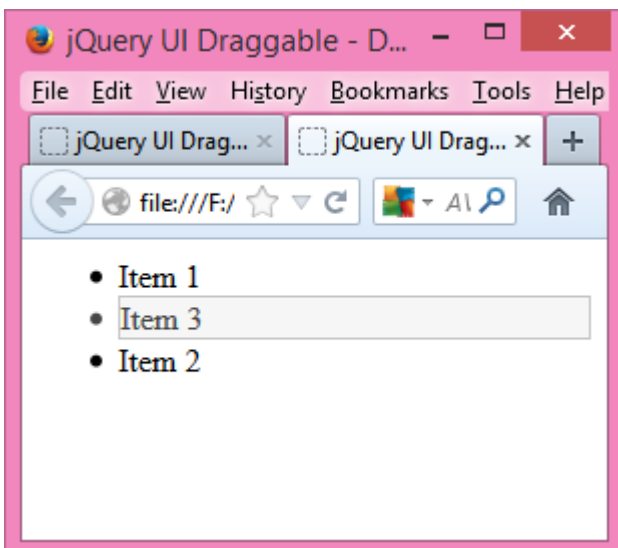 jQuery UI Draggable - D...
File Edit View History Bookmarks Tools Help
jQuery UI Drag... jQuery UI Drag...
file:///F:/
Item 1
Item 3
Item 2